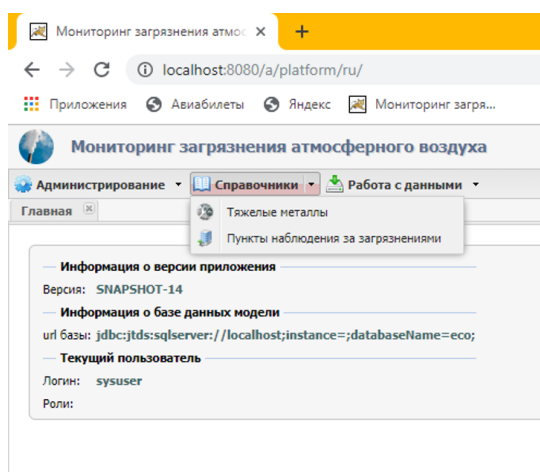 Мониторинг загрязнения атмос
localhost:8080/a/platform/ru/
Приложения Авиабилеты Яндекс Мониторинг загря...
Мониторинг загрязнения атмосферного воздуха
Администрирование Справочники Работа с данными
Главная
Тяжелые металлы
Пункты наблюдения за загрязнениями
Информация о версии приложения
Версия: SNAPSHOT-14
Информация о базе данных модели
url базы: jdbc:jtds:sqlserver://localhost;instance=;databaseName=eco;
Текущий пользователь
Логин: sysuser
Роли: